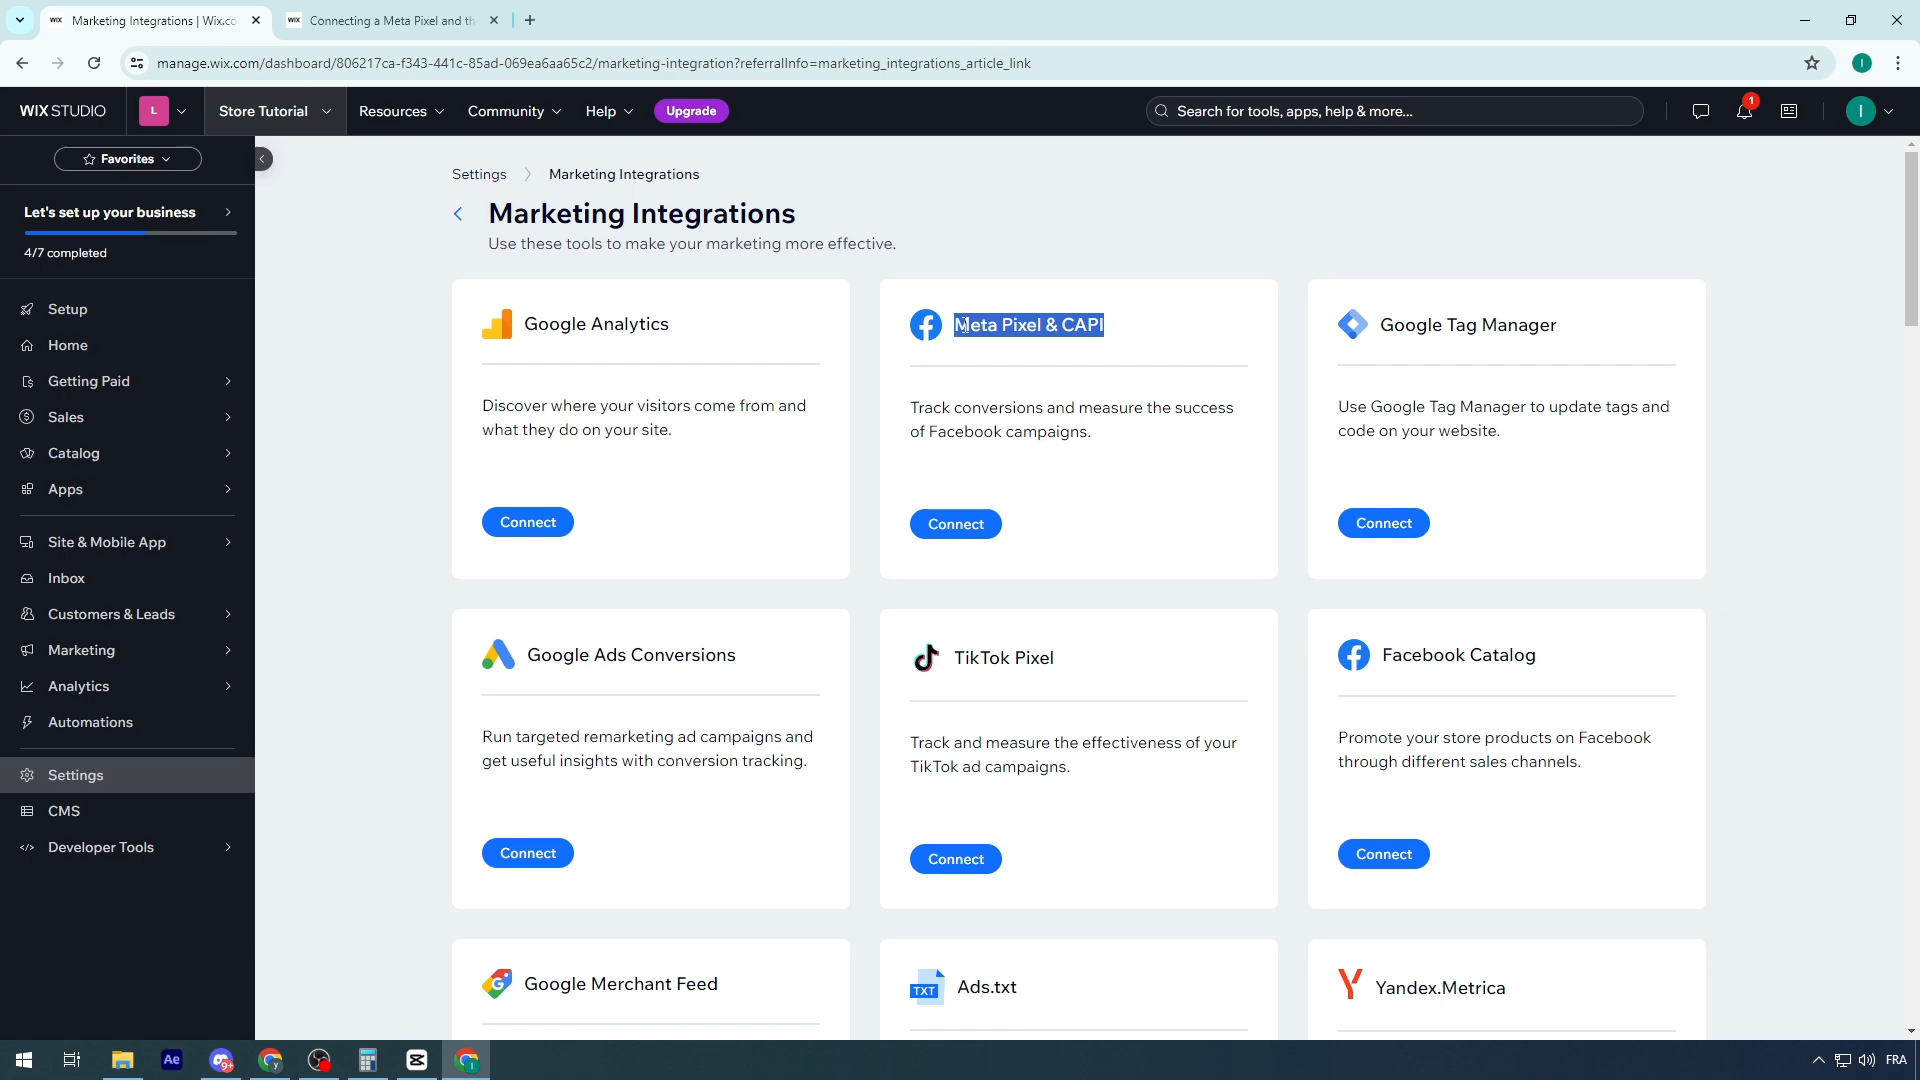 Marketing Integrations | Wix.co
Connecting a Meta Pixel and th
manage.wix.com/dashboard/806217ca-f343-441c-85ad-069ea6aa65c2/marketing-integration?referralInfo=marketing_integrations_article_link
WIX STUDIO
L
Store Tutorial
Resources
Community
Help
Upgrade
Search for tools, apps, help & more...
1
I
Favorites
Let's set up your business
4/7 completed
Setup
Home
Getting Paid
Sales
Catalog
Apps
Site & Mobile App
Inbox
Customers & Leads
Marketing
Analytics
Automations
Settings
CMS
Developer Tools
Settings
Marketing Integrations
Marketing Integrations
Use these tools to make your marketing more effective.
Google Analytics
Discover where your visitors come from and
what they do on your site.
Connect
Meta Pixel & CAPI
Track conversions and measure the success
of Facebook campaigns.
Connect
Google Tag Manager
Use Google Tag Manager to update tags and
code on your website.
Connect
Google Ads Conversions
Run targeted remarketing ad campaigns and
get useful insights with conversion tracking.
Connect
TikTok Pixel
Track and measure the effectiveness of your
TikTok ad campaigns.
Connect
Facebook Catalog
Promote your store products on Facebook
through different sales channels.
Connect
Google Merchant Feed
TXT
Ads.txt
Yandex.Metrica
Ae
9+
FRA